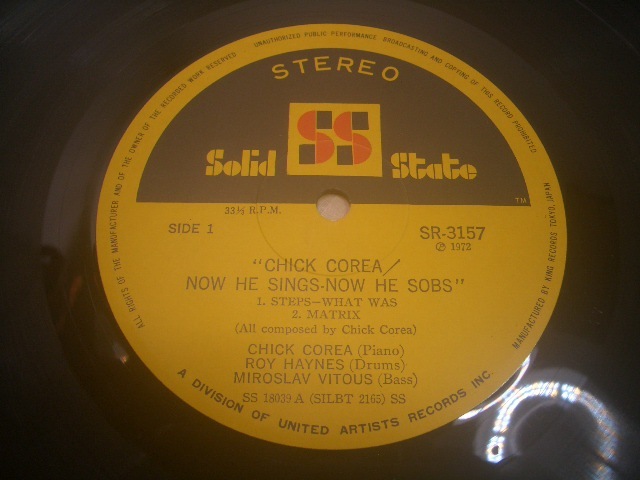 ALL RIGHTS OF THE MANUFACTURER AND OF THE OWNER OF THE RECORDED WORK RESERVED
UNAUTHORIZED PUBLIC PERFORMANCE BROADCASTING AND COPYING OF THIS RECORD PROHIBITED
STEREO
SS
Solid State
TM
33⅓ R.P.M.
SIDE 1 SR-3157
℗ 1972
"CHICK COREA/
NOW HE SINGS·NOW HE SOBS"
1. STEPS—WHAT WAS
2. MATRIX
(All composed by Chick Corea)
CHICK COREA (Piano)
ROY HAYNES (Drums)
MIROSLAV VITOUS (Bass)
SS 18039 A (SILBT 2165) SS
A DIVISION OF UNITED ARTISTS RECORDS INC.
MANUFACTURED BY KING RECORDS TOKYO, JAPAN